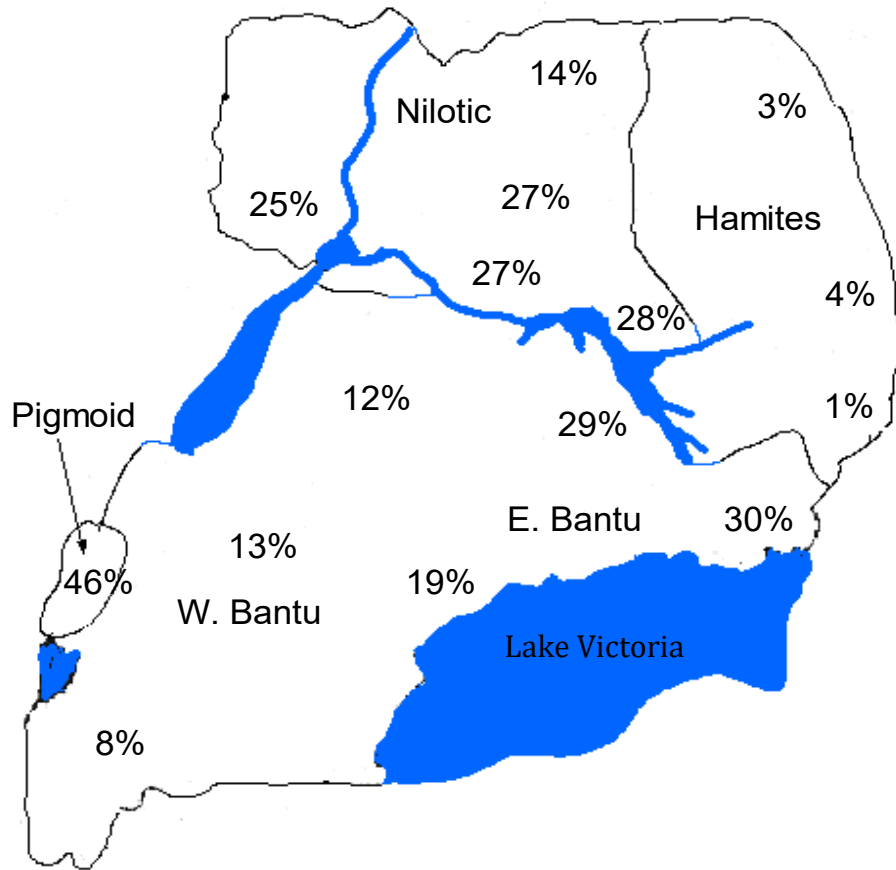 14%
3%
Nilotic
25%
27%
Hamites
27%
4%
28%
12%
Pigmoid
29%
1%
E. Bantu
30%
13%
46%
19%
W. Bantu
Lake Victoria
8%